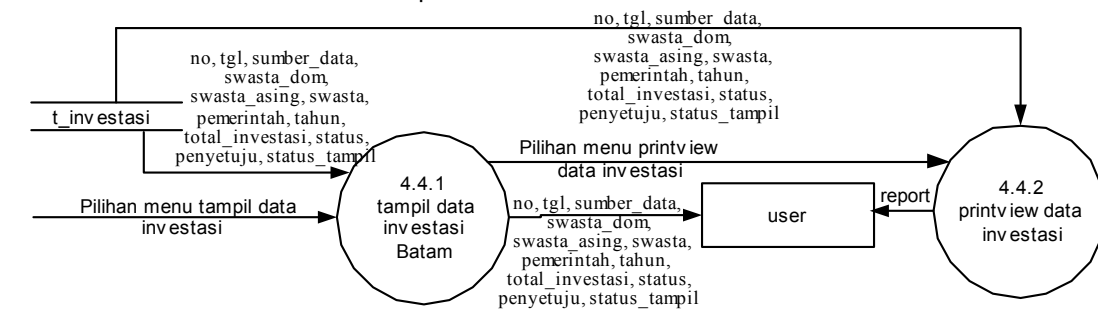 no, tgl, sumber_data,
swasta_dom,
swasta_asing, swasta,
pemerintah, tahun,
total_investasi, status,
penyetuju, status_tampil
no, tgl, sumber_data,
swasta_dom,
swasta_asing, swasta,
pemerintah, tahun,
total_investasi, status,
penyetuju, status_tampil
t_investasi
Pilihan menu tampil data
investasi
4.4.1
tampil data
investasi
Batam
Pilihan menu printview
data investasi
no, tgl, sumber_data,
swasta_dom,
swasta_asing, swasta,
pemerintah, tahun,
total_investasi, status,
penyetuju, status_tampil
user
report
4.4.2
printview data
investasi